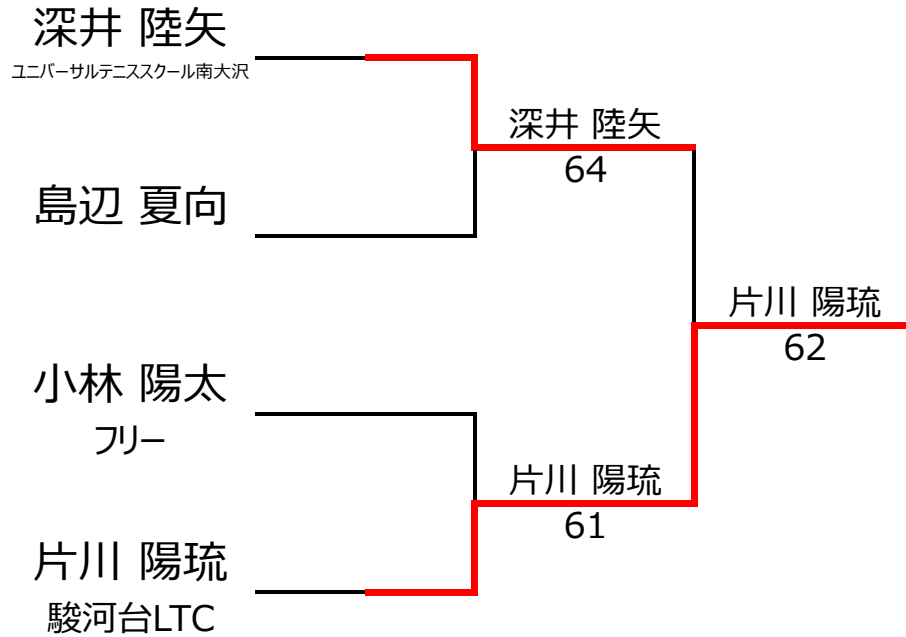 深井 陸矢
ユニバーサルテニススクール南大沢
島辺 夏向
小林 陽太
フリー
片川 陽琉
駿河台LTC
深井 陸矢
64
片川 陽琉
61
片川 陽琉
62